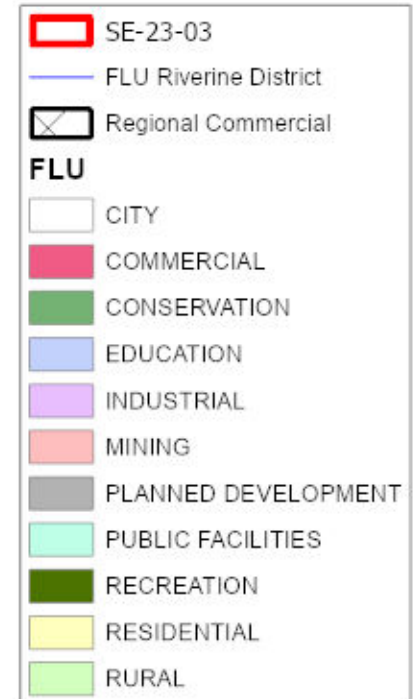 SE-23-03
FLU Riverine District
Regional Commercial
FLU
CITY
COMMERCIAL
CONSERVATION
EDUCATION
INDUSTRIAL
MINING
PLANNED DEVELOPMENT
PUBLIC FACILITIES
RECREATION
RESIDENTIAL
RURAL